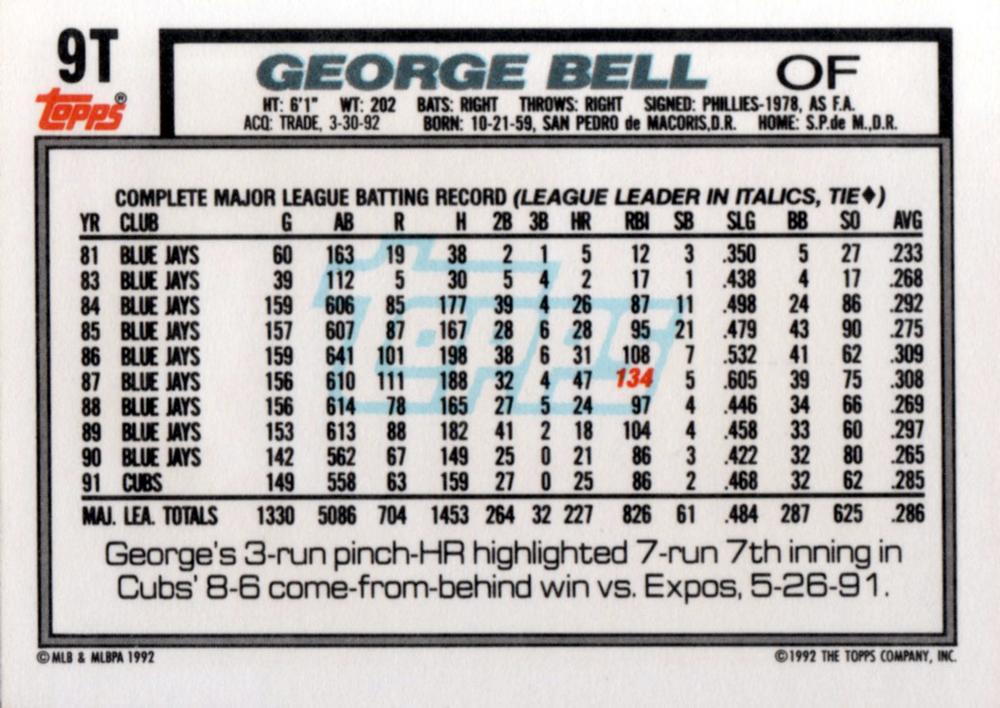 9T
topps®
GEORGE BELL OF
HT: 6'1" WT: 202 BATS: RIGHT THROWS: RIGHT SIGNED: PHILLIES-1978, AS F.A.
ACQ: TRADE, 3-30-92 BORN: 10-21-59, SAN PEDRO de MACORIS,D.R. HOME: S.P.de M.,D.R.
COMPLETE MAJOR LEAGUE BATTING RECORD (LEAGUE LEADER IN ITALICS, TIE♦)
YR CLUB G AB R H 2B 3B HR RBI SB SLG BB SO AVG
81 BLUE JAYS 60 163 19 38 2 1 5 12 3 .350 5 27 .233
83 BLUE JAYS 39 112 5 30 5 4 2 17 1 .438 4 17 .268
84 BLUE JAYS 159 606 85 177 39 4 26 87 11 .498 24 86 .292
85 BLUE JAYS 157 607 87 167 28 6 28 95 21 .479 43 90 .275
86 BLUE JAYS 159 641 101 198 38 6 31 108 7 .532 41 62 .309
87 BLUE JAYS 156 610 111 188 32 4 47 134 5 .605 39 75 .308
88 BLUE JAYS 156 614 78 165 27 5 24 97 4 .446 34 66 .269
89 BLUE JAYS 153 613 88 182 41 2 18 104 4 .458 33 60 .297
90 BLUE JAYS 142 562 67 149 25 0 21 86 3 .422 32 80 .265
91 CUBS 149 558 63 159 27 0 25 86 2 .468 32 62 .285
MAJ. LEA. TOTALS 1330 5086 704 1453 264 32 227 826 61 .484 287 625 .286
topps
George's 3-run pinch-HR highlighted 7-run 7th inning in
Cubs' 8-6 come-from-behind win vs. Expos, 5-26-91.
© MLB & MLBPA 1992 ©1992 THE TOPPS COMPANY, INC.